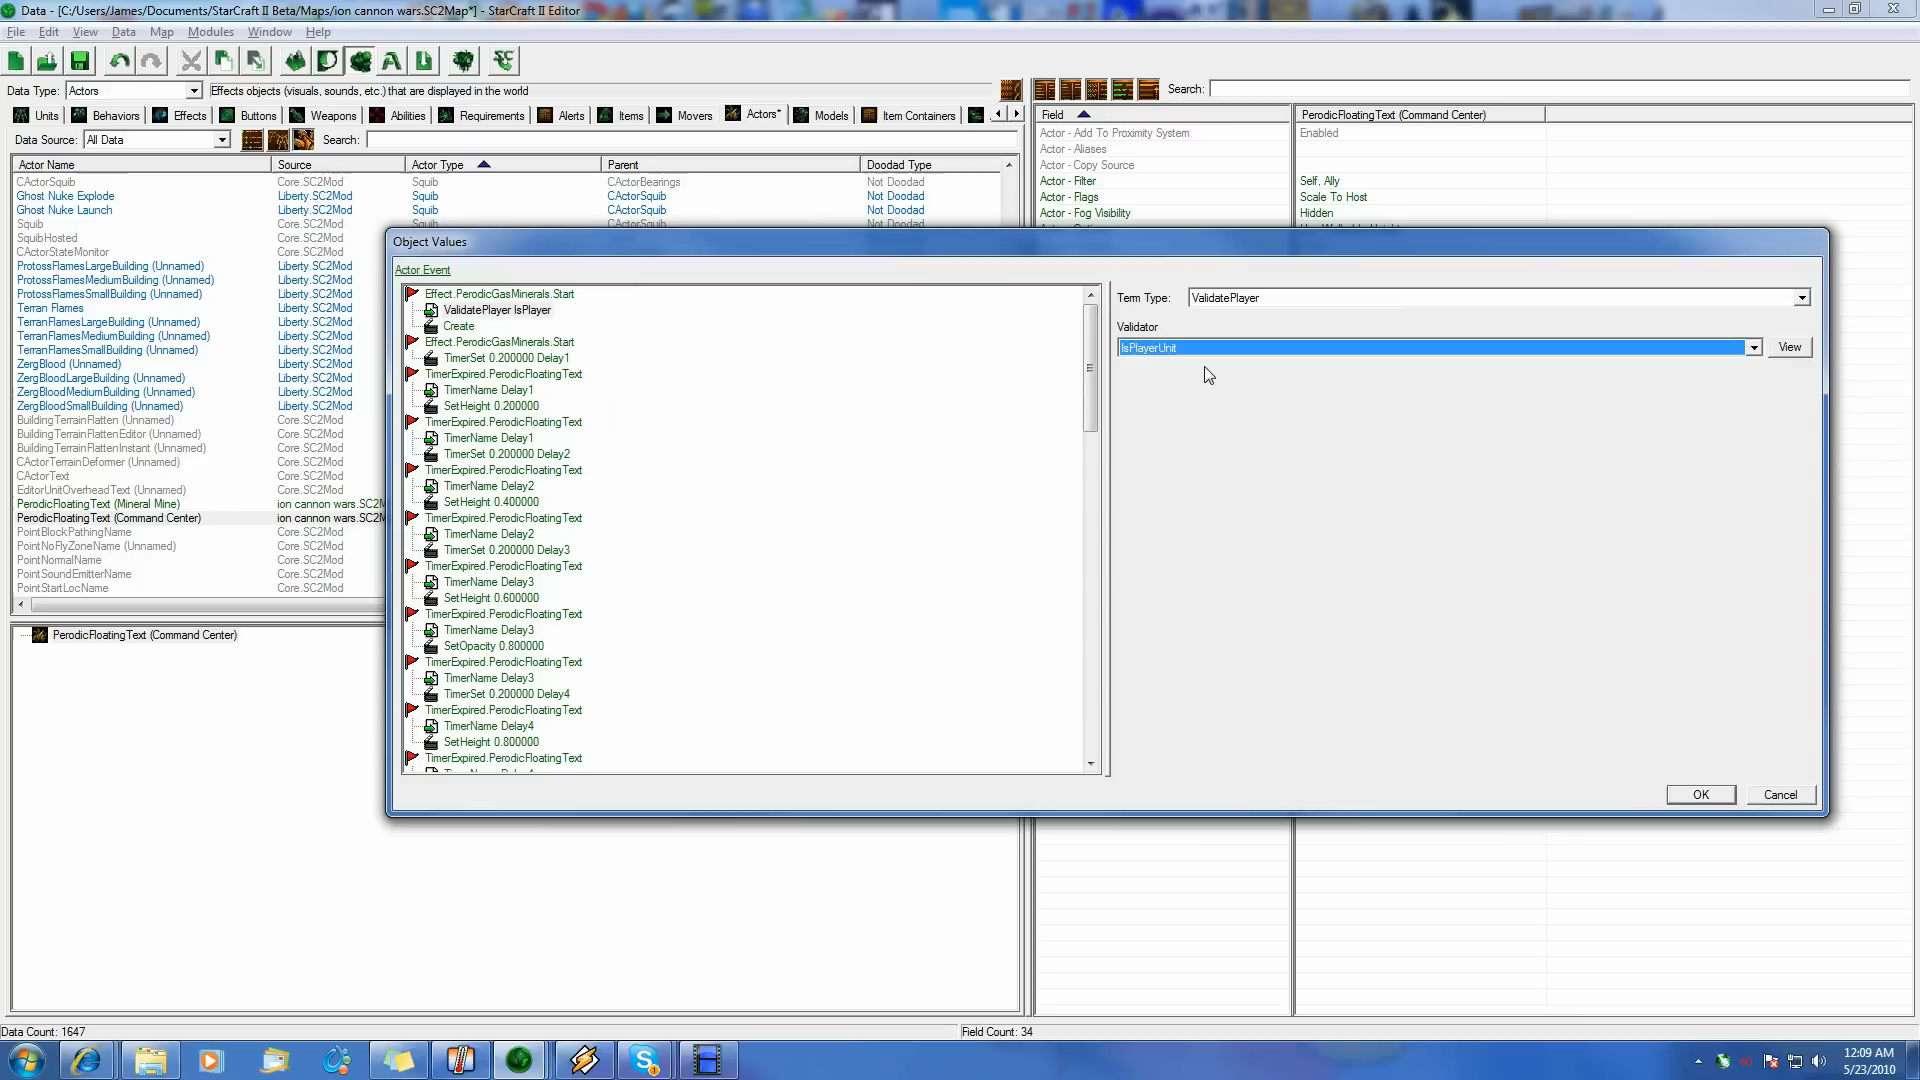 Data - [C:/Users/James/Documents/StarCraft II Beta/Maps/ion cannon wars.SC2Map*] - StarCraft II Editor
File Edit View Data Map Modules Window Help
Data Type: Actors Effects objects (visuals, sounds, etc.) that are displayed in the world
Search:
Units Behaviors Effects Buttons Weapons Abilities Requirements Alerts Items Movers Actors* Models Item Containers
Data Source: All Data Search:
Actor Name Source Actor Type Parent Doodad Type
CActorSquib Core.SC2Mod Squib CActorBearings Not Doodad
Ghost Nuke Explode Liberty.SC2Mod Squib CActorSquib Not Doodad
Ghost Nuke Launch Liberty.SC2Mod Squib CActorSquib Not Doodad
Squib Core.SC2Mod Squib CActorSquib Not Doodad
SquibHosted Core.SC2Mod
CActorStateMonitor Core.SC2Mod
ProtossFlamesLargeBuilding (Unnamed) Liberty.SC2Mod
ProtossFlamesMediumBuilding (Unnamed) Liberty.SC2Mod
ProtossFlamesSmallBuilding (Unnamed) Liberty.SC2Mod
Terran Flames Liberty.SC2Mod
TerranFlamesLargeBuilding (Unnamed) Liberty.SC2Mod
TerranFlamesMediumBuilding (Unnamed) Liberty.SC2Mod
TerranFlamesSmallBuilding (Unnamed) Liberty.SC2Mod
ZergBlood (Unnamed) Liberty.SC2Mod
ZergBloodLargeBuilding (Unnamed) Liberty.SC2Mod
ZergBloodMediumBuilding (Unnamed) Liberty.SC2Mod
ZergBloodSmallBuilding (Unnamed) Liberty.SC2Mod
BuildingTerrainFlatten (Unnamed) Core.SC2Mod
BuildingTerrainFlattenEditor (Unnamed) Core.SC2Mod
BuildingTerrainFlattenInstant (Unnamed) Core.SC2Mod
CActorTerrainDeformer (Unnamed) Core.SC2Mod
CActorText Core.SC2Mod
EditorUnitOverheadText (Unnamed) Core.SC2Mod
PerodicFloatingText (Mineral Mine) ion cannon wars.SC2M
PerodicFloatingText (Command Center) ion cannon wars.SC2M
PointBlockPathingName Core.SC2Mod
PointNoFlyZoneName (Unnamed) Core.SC2Mod
PointNormalName Core.SC2Mod
PointSoundEmitterName Core.SC2Mod
PointStartLocName Core.SC2Mod
PerodicFloatingText (Command Center)
Field PerodicFloatingText (Command Center)
Actor - Add To Proximity System Enabled
Actor - Aliases
Actor - Copy Source
Actor - Filter Self, Ally
Actor - Flags Scale To Host
Actor - Fog Visibility Hidden
Object Values
Actor Event
Effect.PerodicGasMinerals.Start
ValidatePlayer IsPlayer
Create
Effect.PerodicGasMinerals.Start
TimerSet 0.200000 Delay1
TimerExpired.PerodicFloatingText
TimerName Delay1
SetHeight 0.200000
TimerExpired.PerodicFloatingText
TimerName Delay1
TimerSet 0.200000 Delay2
TimerExpired.PerodicFloatingText
TimerName Delay2
SetHeight 0.400000
TimerExpired.PerodicFloatingText
TimerName Delay2
TimerSet 0.200000 Delay3
TimerExpired.PerodicFloatingText
TimerName Delay3
SetHeight 0.600000
TimerExpired.PerodicFloatingText
TimerName Delay3
SetOpacity 0.800000
TimerExpired.PerodicFloatingText
TimerName Delay3
TimerSet 0.200000 Delay4
TimerExpired.PerodicFloatingText
TimerName Delay4
SetHeight 0.800000
TimerExpired.PerodicFloatingText
Term Type: ValidatePlayer
Validator
IsPlayerUnit View
OK Cancel
Data Count: 1647 Field Count: 34
12:09 AM
5/23/2010